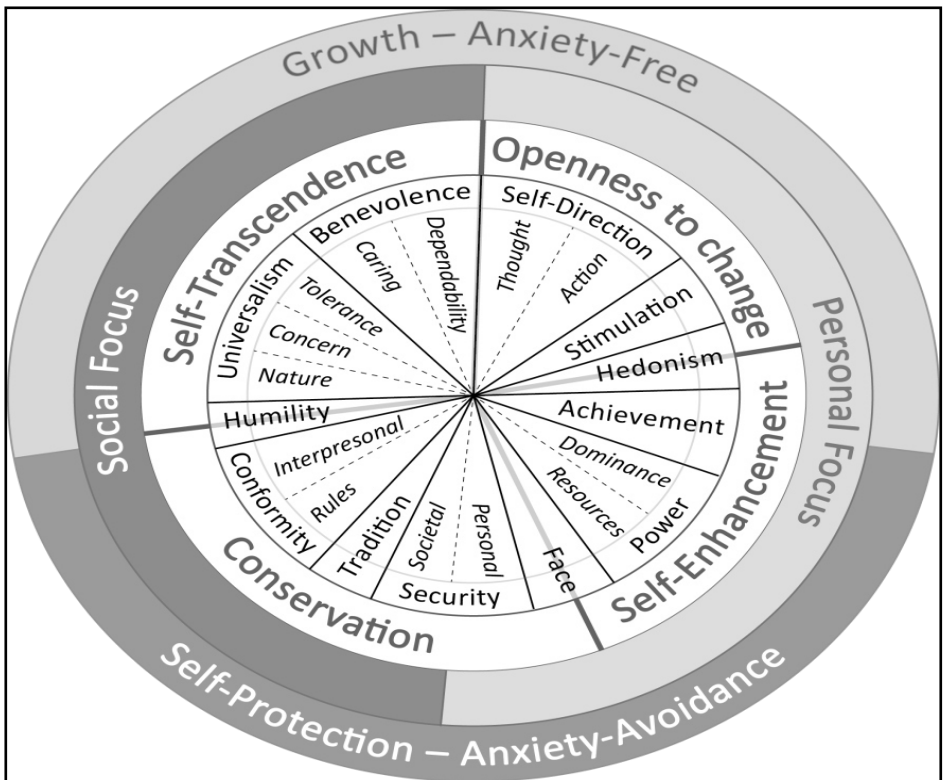 Growth – Anxiety-Free
Social Focus
Personal Focus
Self-Protection – Anxiety-Avoidance
Self-Transcendence
Openness to change
Self-Enhancement
Conservation
Benevolence
Dependability
Caring
Universalism
Tolerance
Concern
Nature
Humility
Conformity
Interpresonal
Rules
Tradition
Security
Societal
Personal
Face
Power
Resources
Dominance
Achievement
Hedonism
Stimulation
Self-Direction
Action
Thought